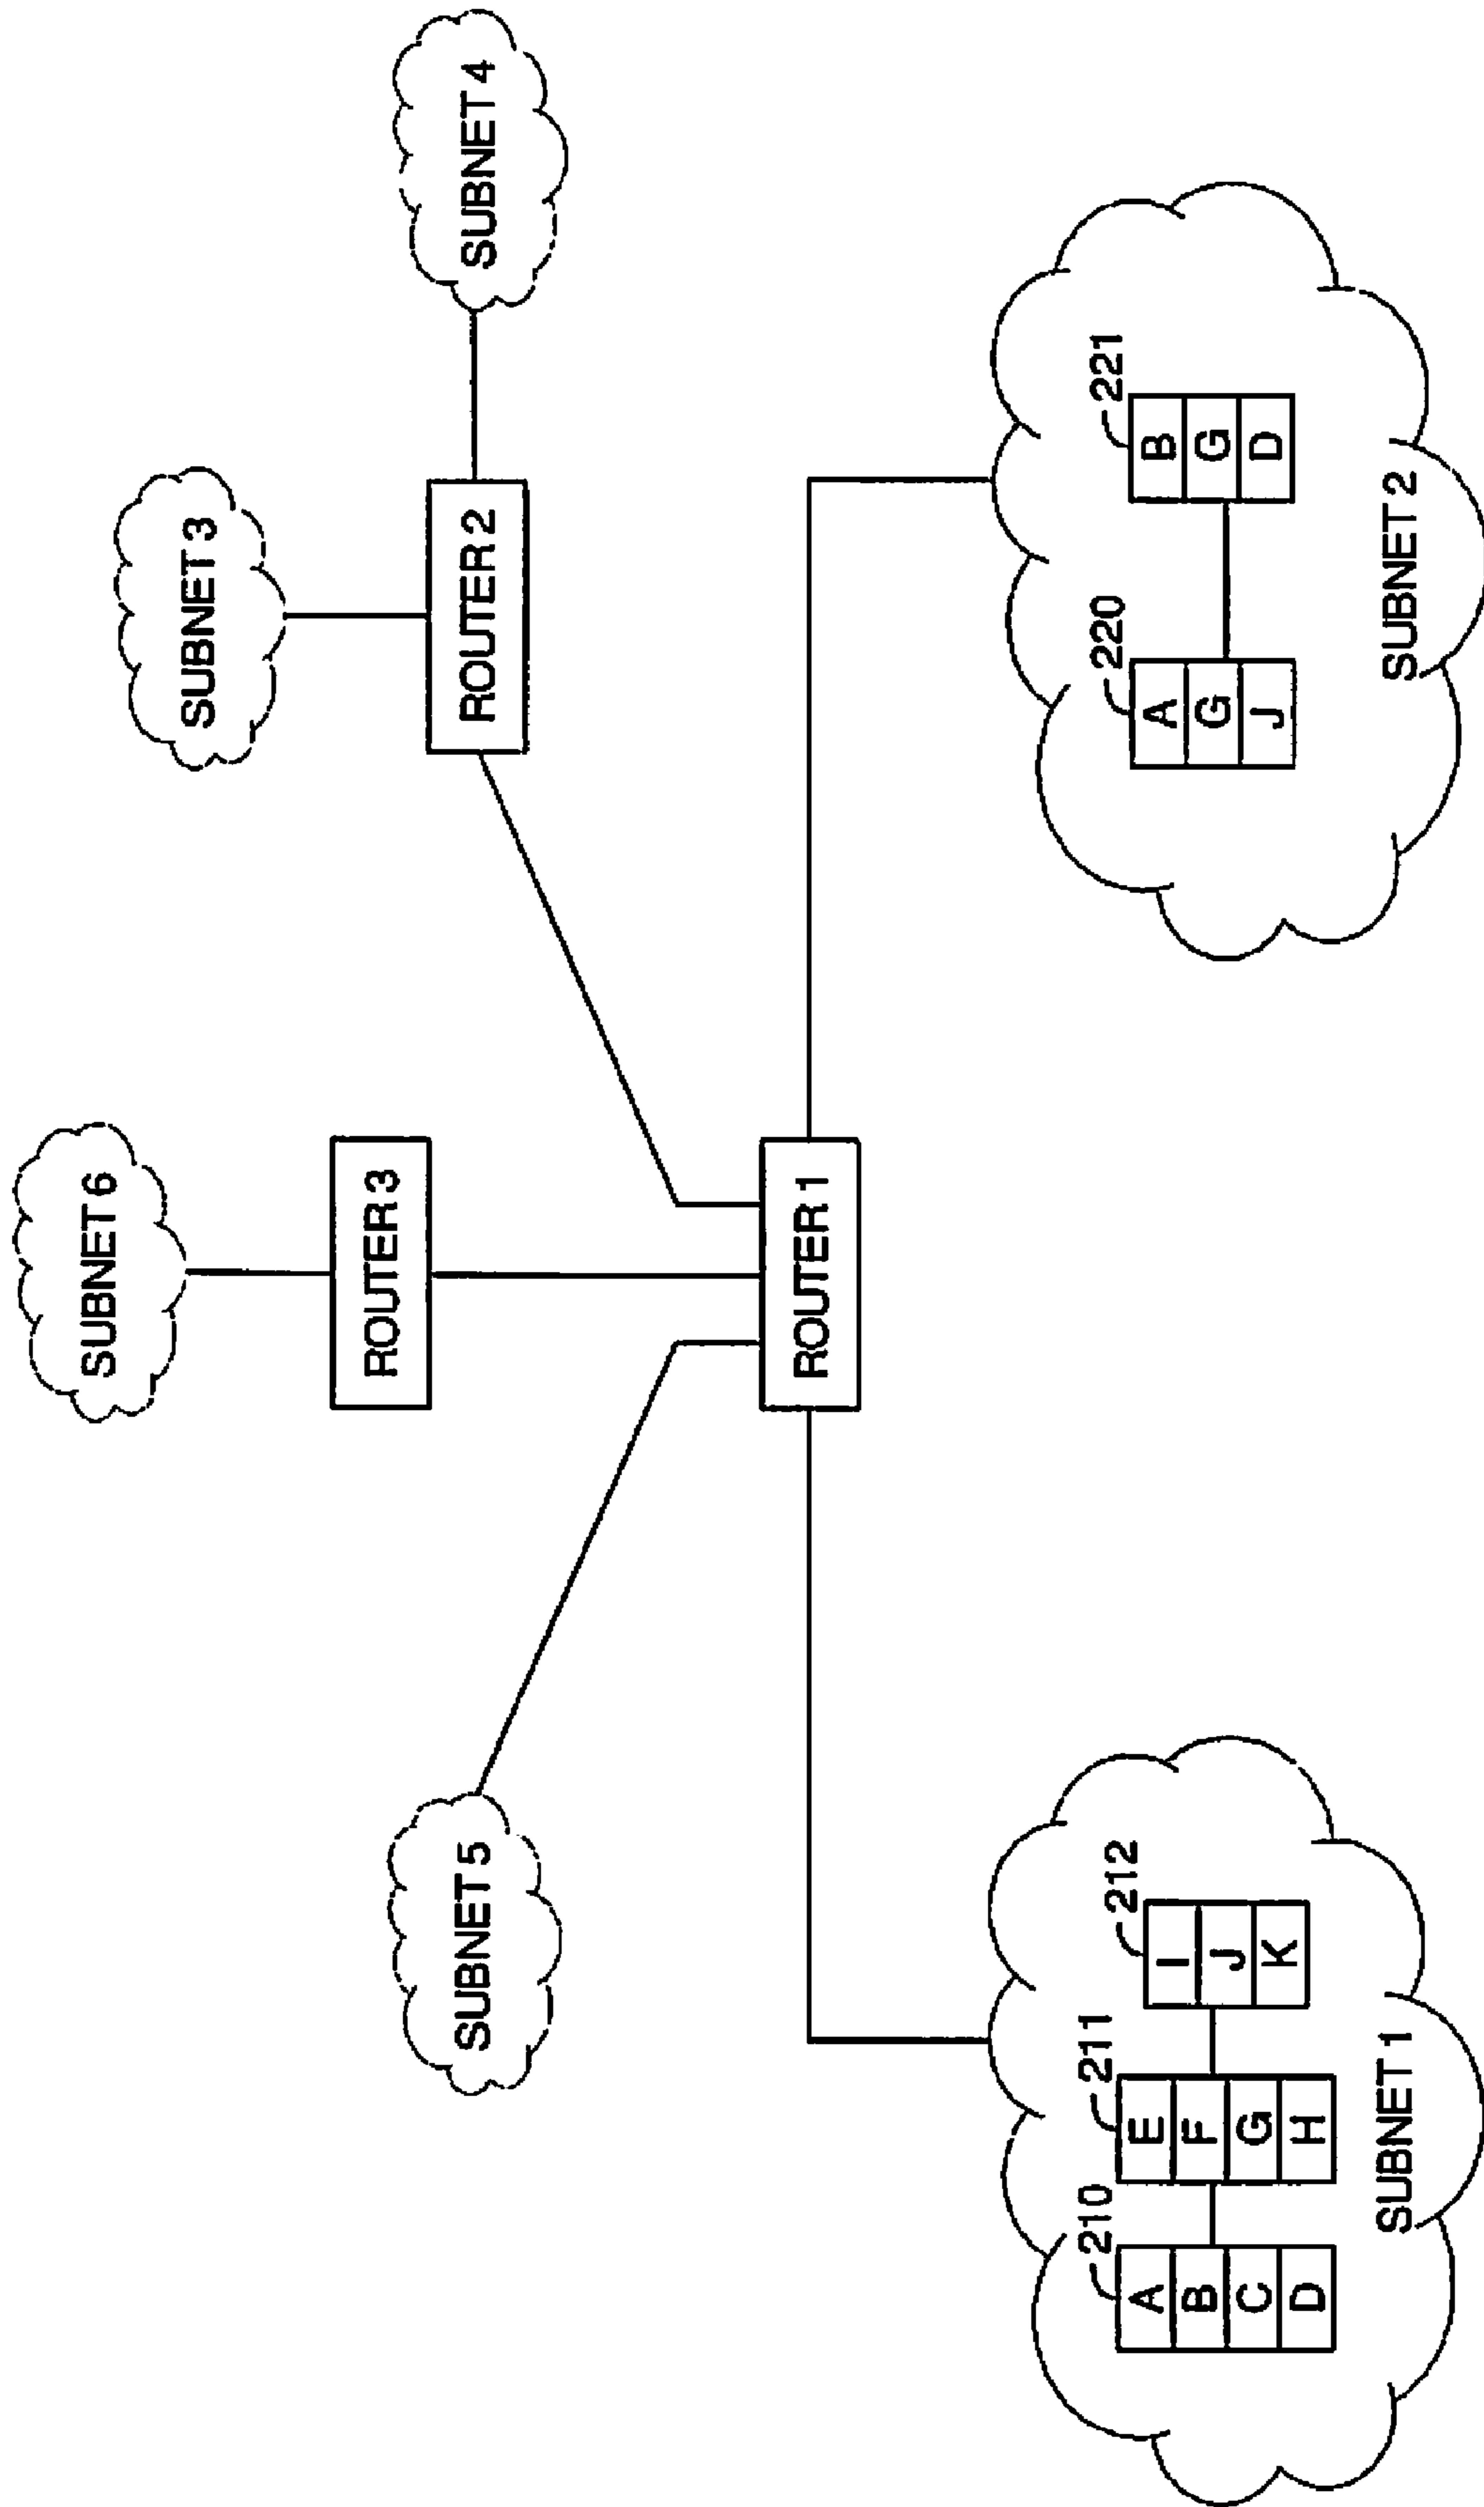 SUBNET 6
SUBNET 3
SUBNET 5
ROUTER 3
ROUTER 2
SUBNET 4
ROUTER 1
210
211
212
A
B
C
D
E
F
G
H
I
J
K
SUBNET 1
220
221
A
G
J
B
G
D
SUBNET 2